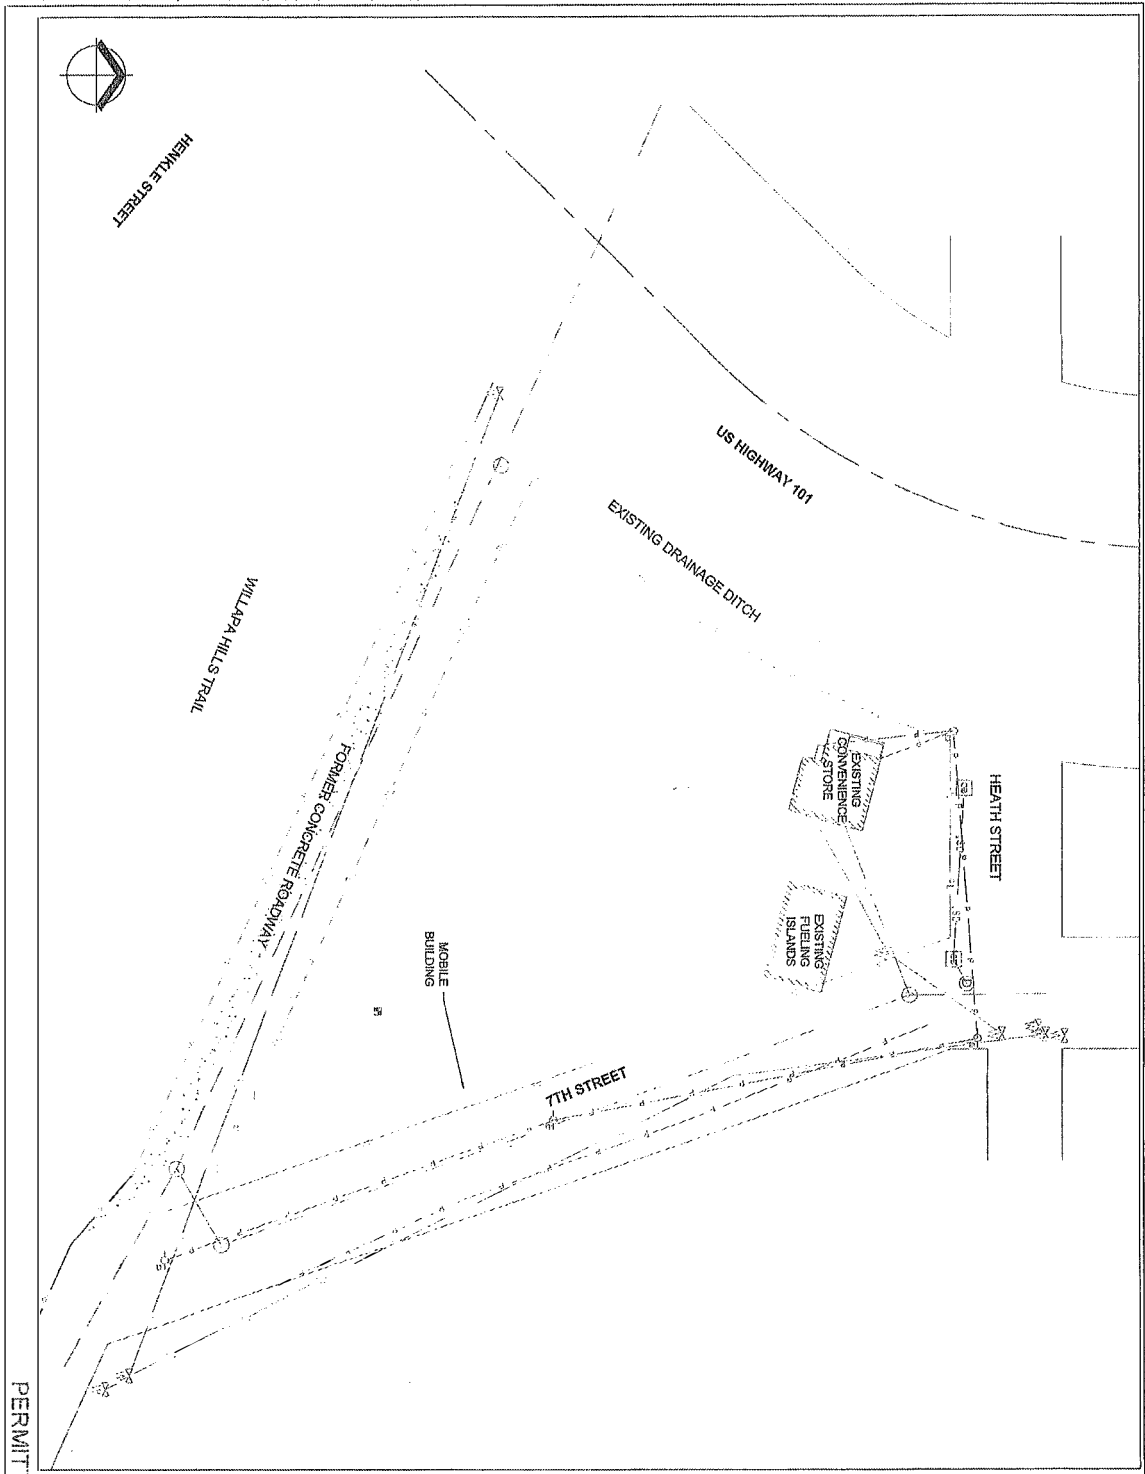 HENKLE STREET
US HIGHWAY 101
EXISTING DRAINAGE DITCH
WILLAPA HILLS TRAIL
FORMER CONCRETE ROADWAY
HEATH STREET
EXISTING
CONVENIENCE
STORE
EXISTING
FUELING
ISLANDS
MOBILE
BUILDING
7TH STREET
PERMIT